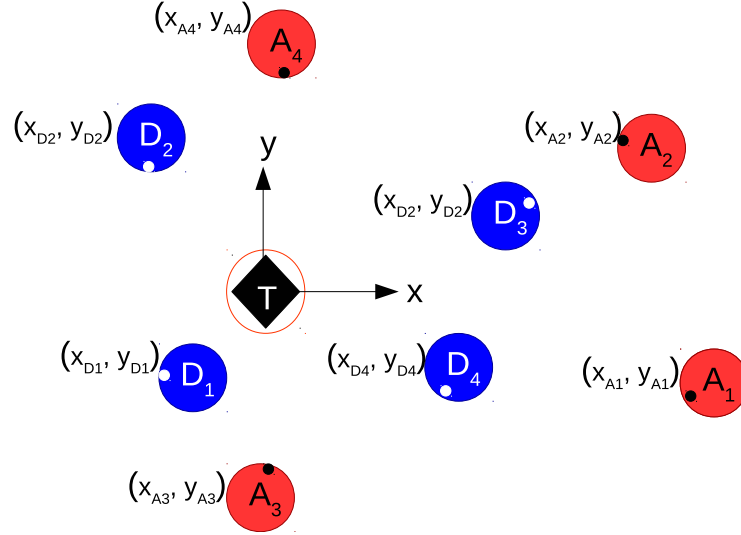 (xA4, yA4)
A4
(xD2, yD2)
D2
(xA2, yA2)
A2
y
(xD2, yD2)
D3
T
x
(xD1, yD1)
D1
(xD4, yD4)
D4
(xA1, yA1)
A1
(xA3, yA3)
A3